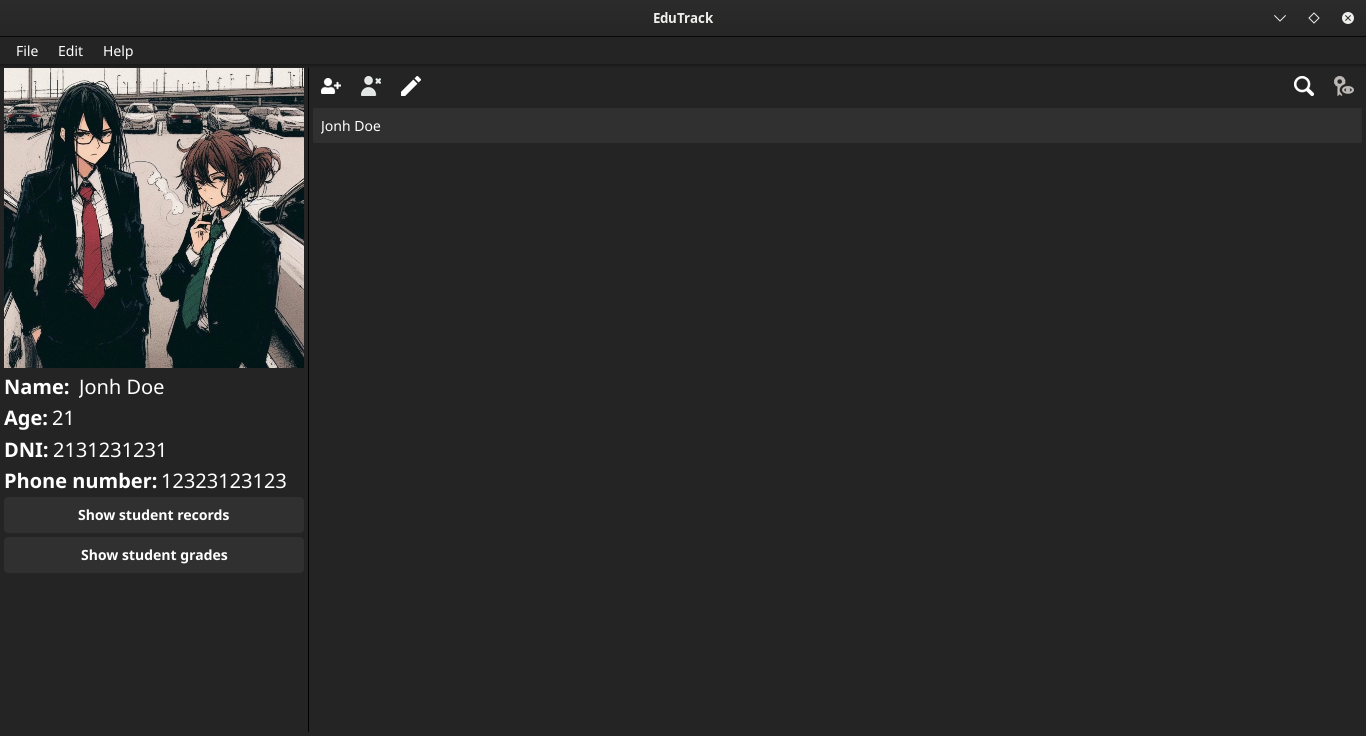 EduTrack
File Edit Help
Jonh Doe
Name: Jonh Doe
Age: 21
DNI: 2131231231
Phone number: 12323123123
Show student records
Show student grades